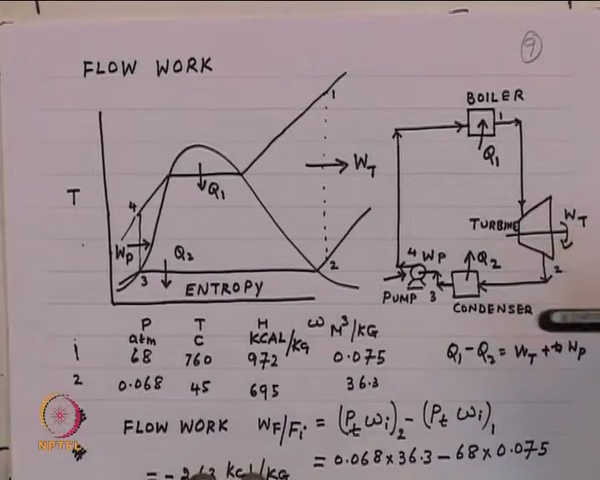 9
FLOW WORK
BOILER
1
Q1
T
4
Wp
3
Q1
Q2
1
WT
2
ENTROPY
TURBINE
WT
2
4 Wp
Q2
PUMP 3
CONDENSER
P T H ω M³/KG
atm C KCAL/KG
1 68 760 972 0.075
2 0.068 45 695 36.3
Q1-Q2 = WT + Wp
FLOW WORK WF/Fi = (Pt ωi)2 - (Pt ωi)1
= 0.068 x 36.3 - 68 x 0.075
kcal/KG
NPTEL